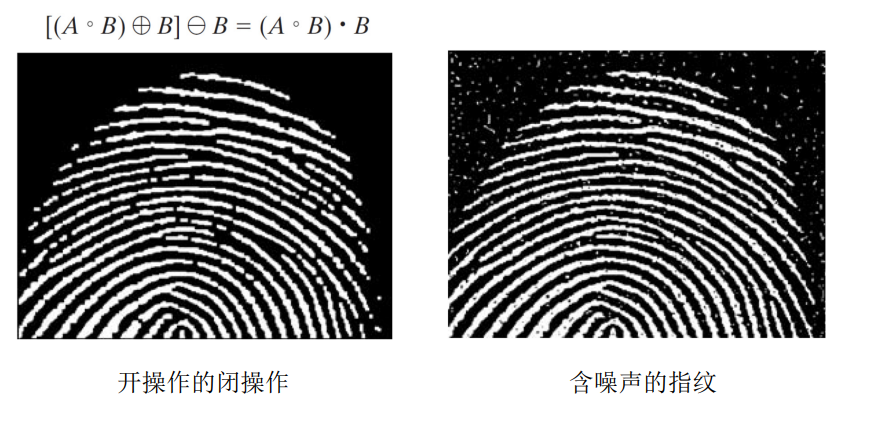 [(A ∘ B) ⊕ B] ⊖ B = (A ∘ B) • B
开操作的闭操作
含噪声的指纹